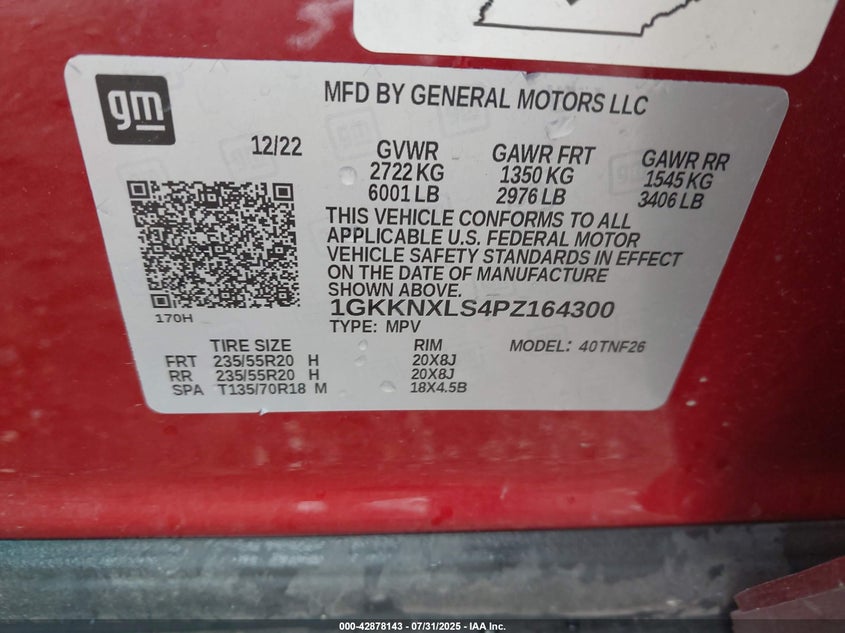 gm
MFD BY GENERAL MOTORS LLC
12/22 GVWR GAWR FRT GAWR RR
2722 KG 1350 KG 1545 KG
6001 LB 2976 LB 3406 LB
THIS VEHICLE CONFORMS TO ALL
APPLICABLE U.S. FEDERAL MOTOR
VEHICLE SAFETY STANDARDS IN EFFECT
ON THE DATE OF MANUFACTURE
SHOWN ABOVE.
170H
1GKKNXLS4PZ164300
TYPE: MPV
TIRE SIZE RIM MODEL: 40TNF26
FRT 235/55R20 H 20X8J
RR 235/55R20 H 20X8J
SPA T135/70R18 M 18X4.5B
000-42878143 - 07/31/2025 - IAA Inc.